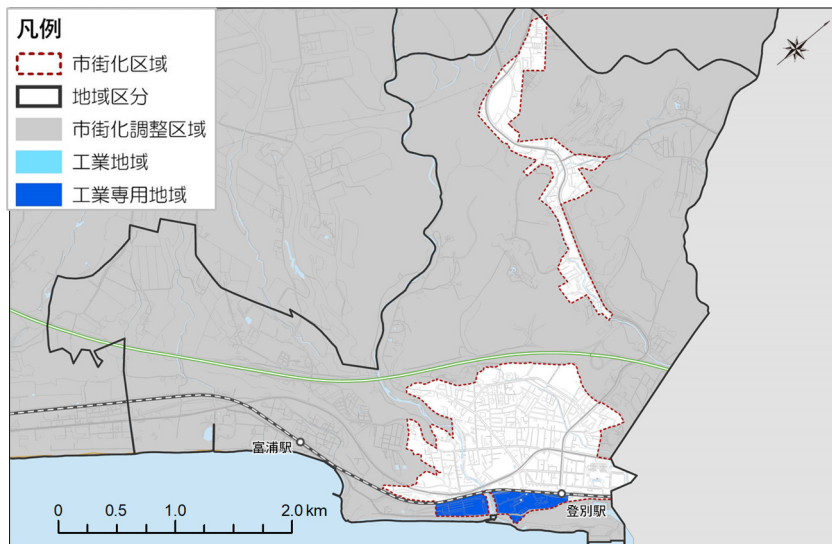 凡例
市街化区域
地域区分
市街化調整区域
工業地域
工業専用地域
富浦駅
登別駅
0 0.5 1.0 2.0 km